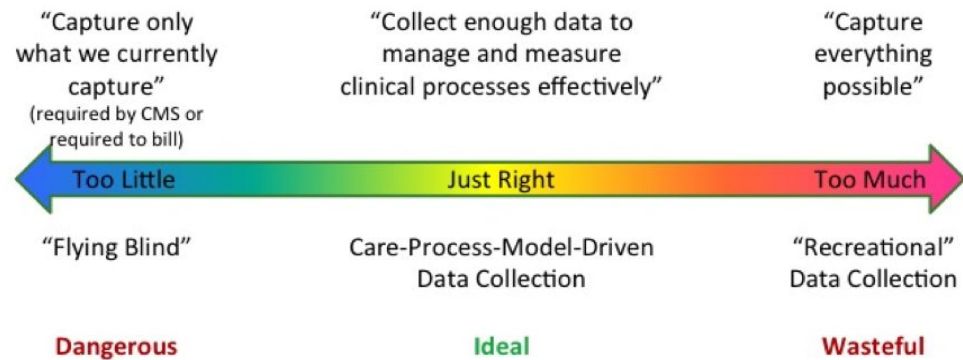 “Capture only
what we currently
capture”
(required by CMS or
required to bill)
“Collect enough data to
manage and measure
clinical processes effectively”
“Capture
everything
possible”
Too Little
Just Right
Too Much
“Flying Blind”
Care-Process-Model-Driven
Data Collection
“Recreational”
Data Collection
Dangerous
Ideal
Wasteful